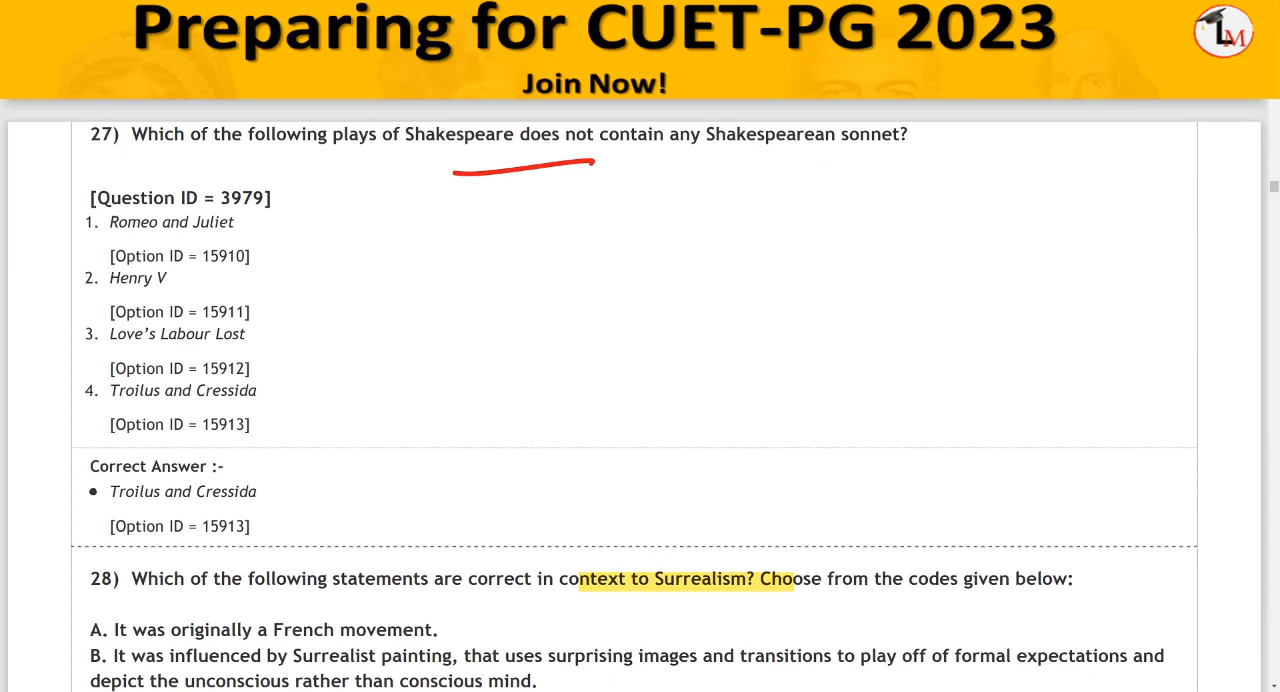 Preparing for CUET-PG 2023
LM
Join Now!
27) Which of the following plays of Shakespeare does not contain any Shakespearean sonnet?
[Question ID = 3979]
1. Romeo and Juliet
[Option ID = 15910]
2. Henry V
[Option ID = 15911]
3. Love’s Labour Lost
[Option ID = 15912]
4. Troilus and Cressida
[Option ID = 15913]
Correct Answer :-
• Troilus and Cressida
[Option ID = 15913]
28) Which of the following statements are correct in context to Surrealism? Choose from the codes given below:
A. It was originally a French movement.
B. It was influenced by Surrealist painting, that uses surprising images and transitions to play off of formal expectations and
depict the unconscious rather than conscious mind.